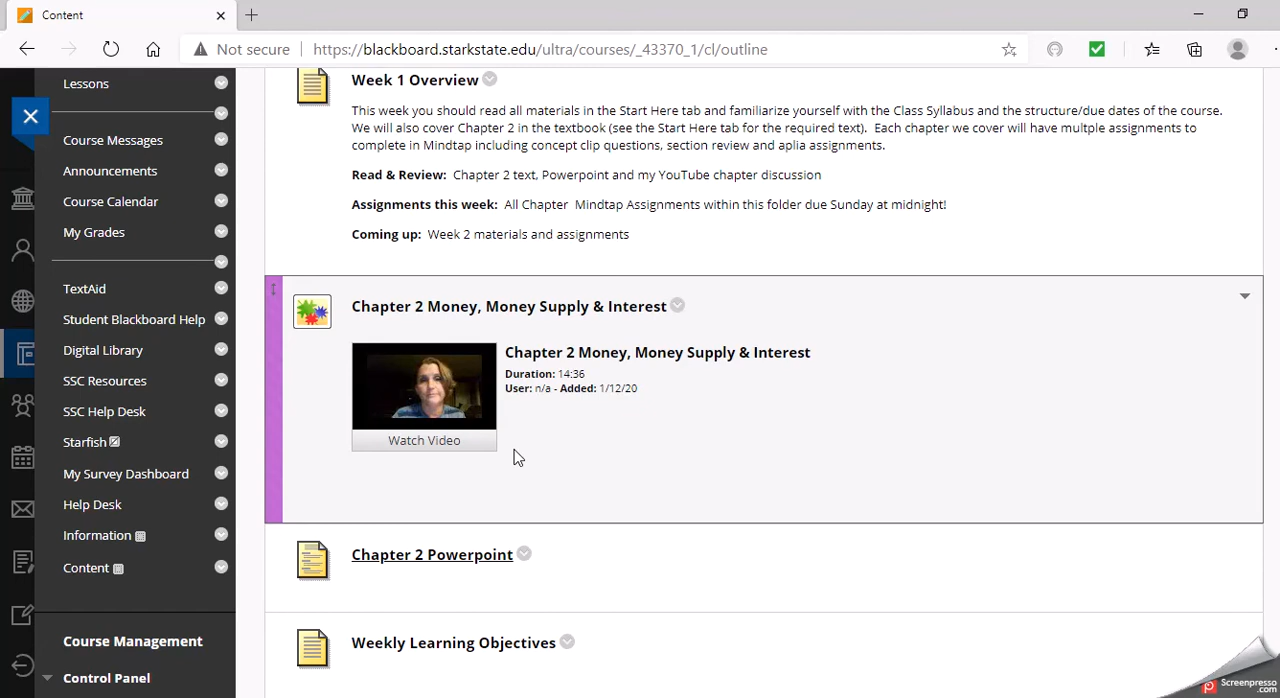 Content
Not secure
https://blackboard.starkstate.edu/ultra/courses/_43370_1/cl/outline
Lessons
Course Messages
Announcements
Course Calendar
My Grades
TextAid
Student Blackboard Help
Digital Library
SSC Resources
SSC Help Desk
Starfish
My Survey Dashboard
Help Desk
Information
Content
Course Management
Control Panel
Week 1 Overview
This week you should read all materials in the Start Here tab and familiarize yourself with the Class Syllabus and the structure/due dates of the course.
We will also cover Chapter 2 in the textbook (see the Start Here tab for the required text).  Each chapter we cover will have multple assignments to
complete in Mindtap including concept clip questions, section review and aplia assignments.
Read & Review:  Chapter 2 text, Powerpoint and my YouTube chapter discussion
Assignments this week:  All Chapter  Mindtap Assignments within this folder due Sunday at midnight!
Coming up:  Week 2 materials and assignments
Chapter 2 Money, Money Supply & Interest
Chapter 2 Money, Money Supply & Interest
Duration: 14:36
User: n/a - Added: 1/12/20
Watch Video
Chapter 2 Powerpoint
Weekly Learning Objectives
Screenpresso
.com